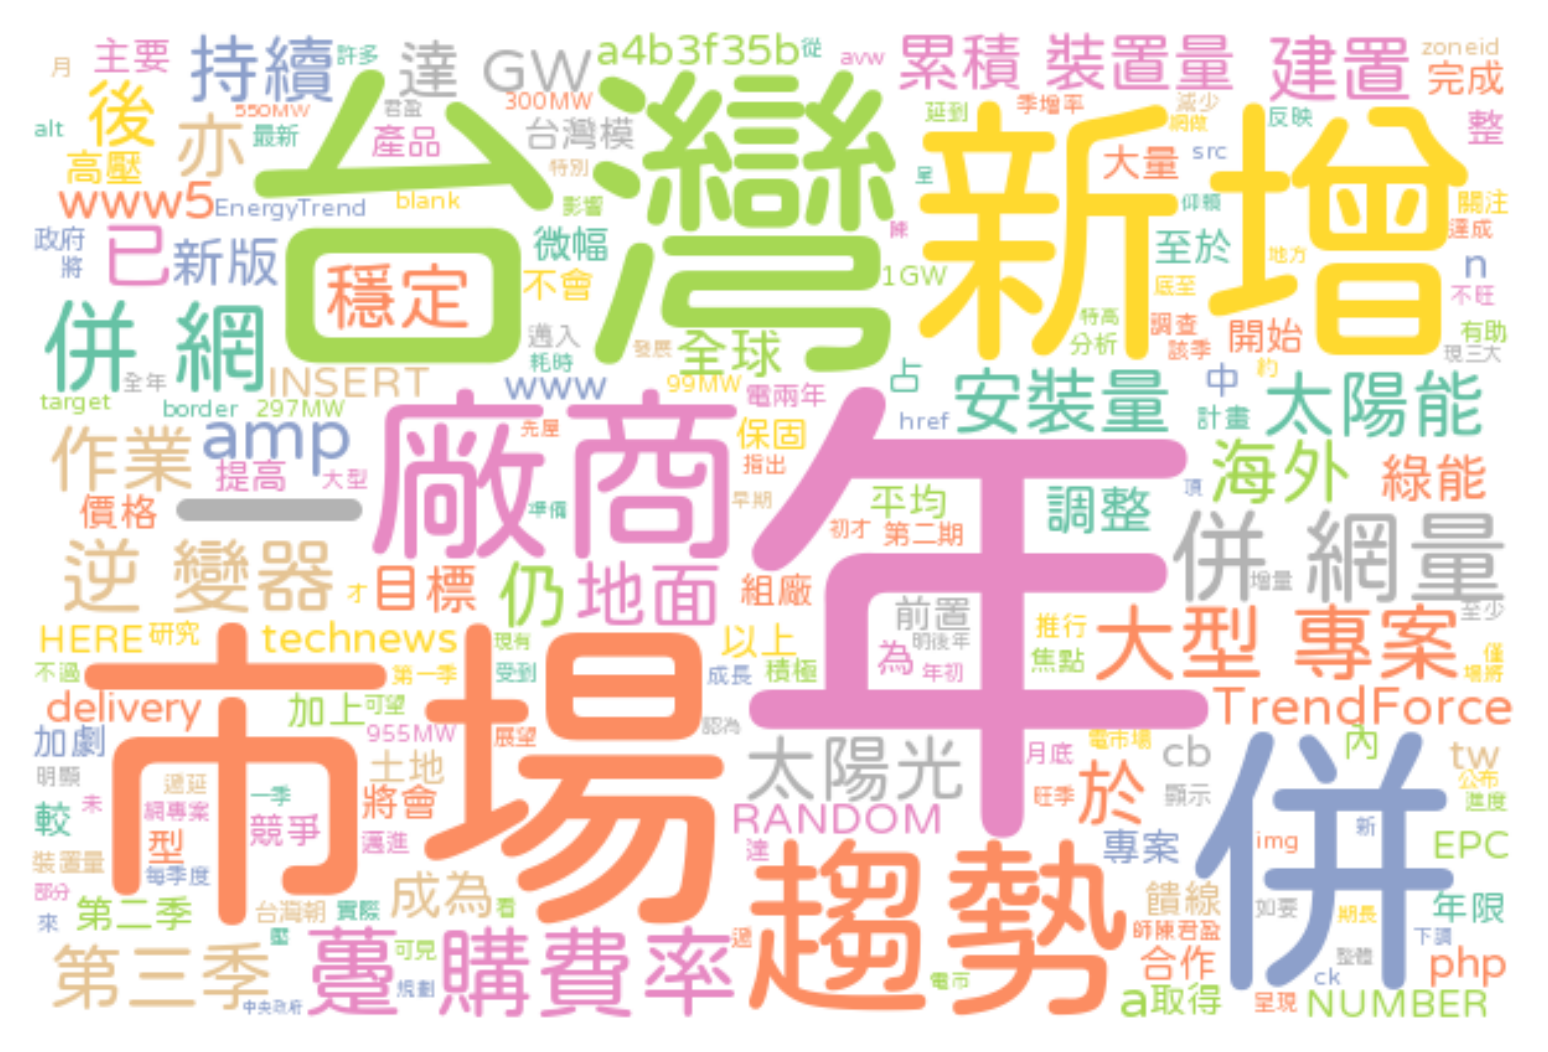 月
主要
持續
許多
達
GW
a4b3f35b
從
avw
累積 裝置量
建置
zoneid
完成
alt
後
高壓
550MW
最新
亦
君盈
產品
300MW
台灣模
特別
台灣
延到
季增率
減少
反映
整
大量
src
新增
www5
EnergyTrend
blank
影響
呈
陳
仰賴
關注
達成
政府
將
已
新版
微幅
不會
穩定
1GW
至於
地方
底至
n
不旺
併 網
邁入
耗時
發展
全球
特高
分析
調查
該季
開始
有助
現三大
全年
INSERT
www
99MW
電兩年
占
安裝量
中
約
太陽能
target
border
297MW
amp
先屋
保固
href
計畫
作業
提高
大型
廠商
指出
年
海外
綠能
價格
一
準備
早期
平均
調整
頂
初才
第二期
併 網量
逆 變器
才
目標
仍
地面
組廠
增量
至少
前置
明後年
HERE
研究
technews
現有
以上
為
年初
推行
焦點
大型 專案
僅
場將
不過
市場
第一季
受到
成長
積極
delivery
加上
可望
TrendForce
加劇
955MW
展望
認為
太陽光
月底
電市場
cb
內
tw
明顯
遞延
土地
於
顯示
公布
進度
較
未
網專案
一季
將會
旺季
併
型
競爭
邁進
RANDOM
達
專案
img
新
EPC
裝置量
每季度
部分
成為
看
趨勢
饋線
如要
期長
年限
來
第二季
台灣朝
實際
師陳君盈
下調
第三季
躉 購費率
可見
規劃
合作
整體
ck
php
中央政府
電市
a
取得
呈現
NUMBER